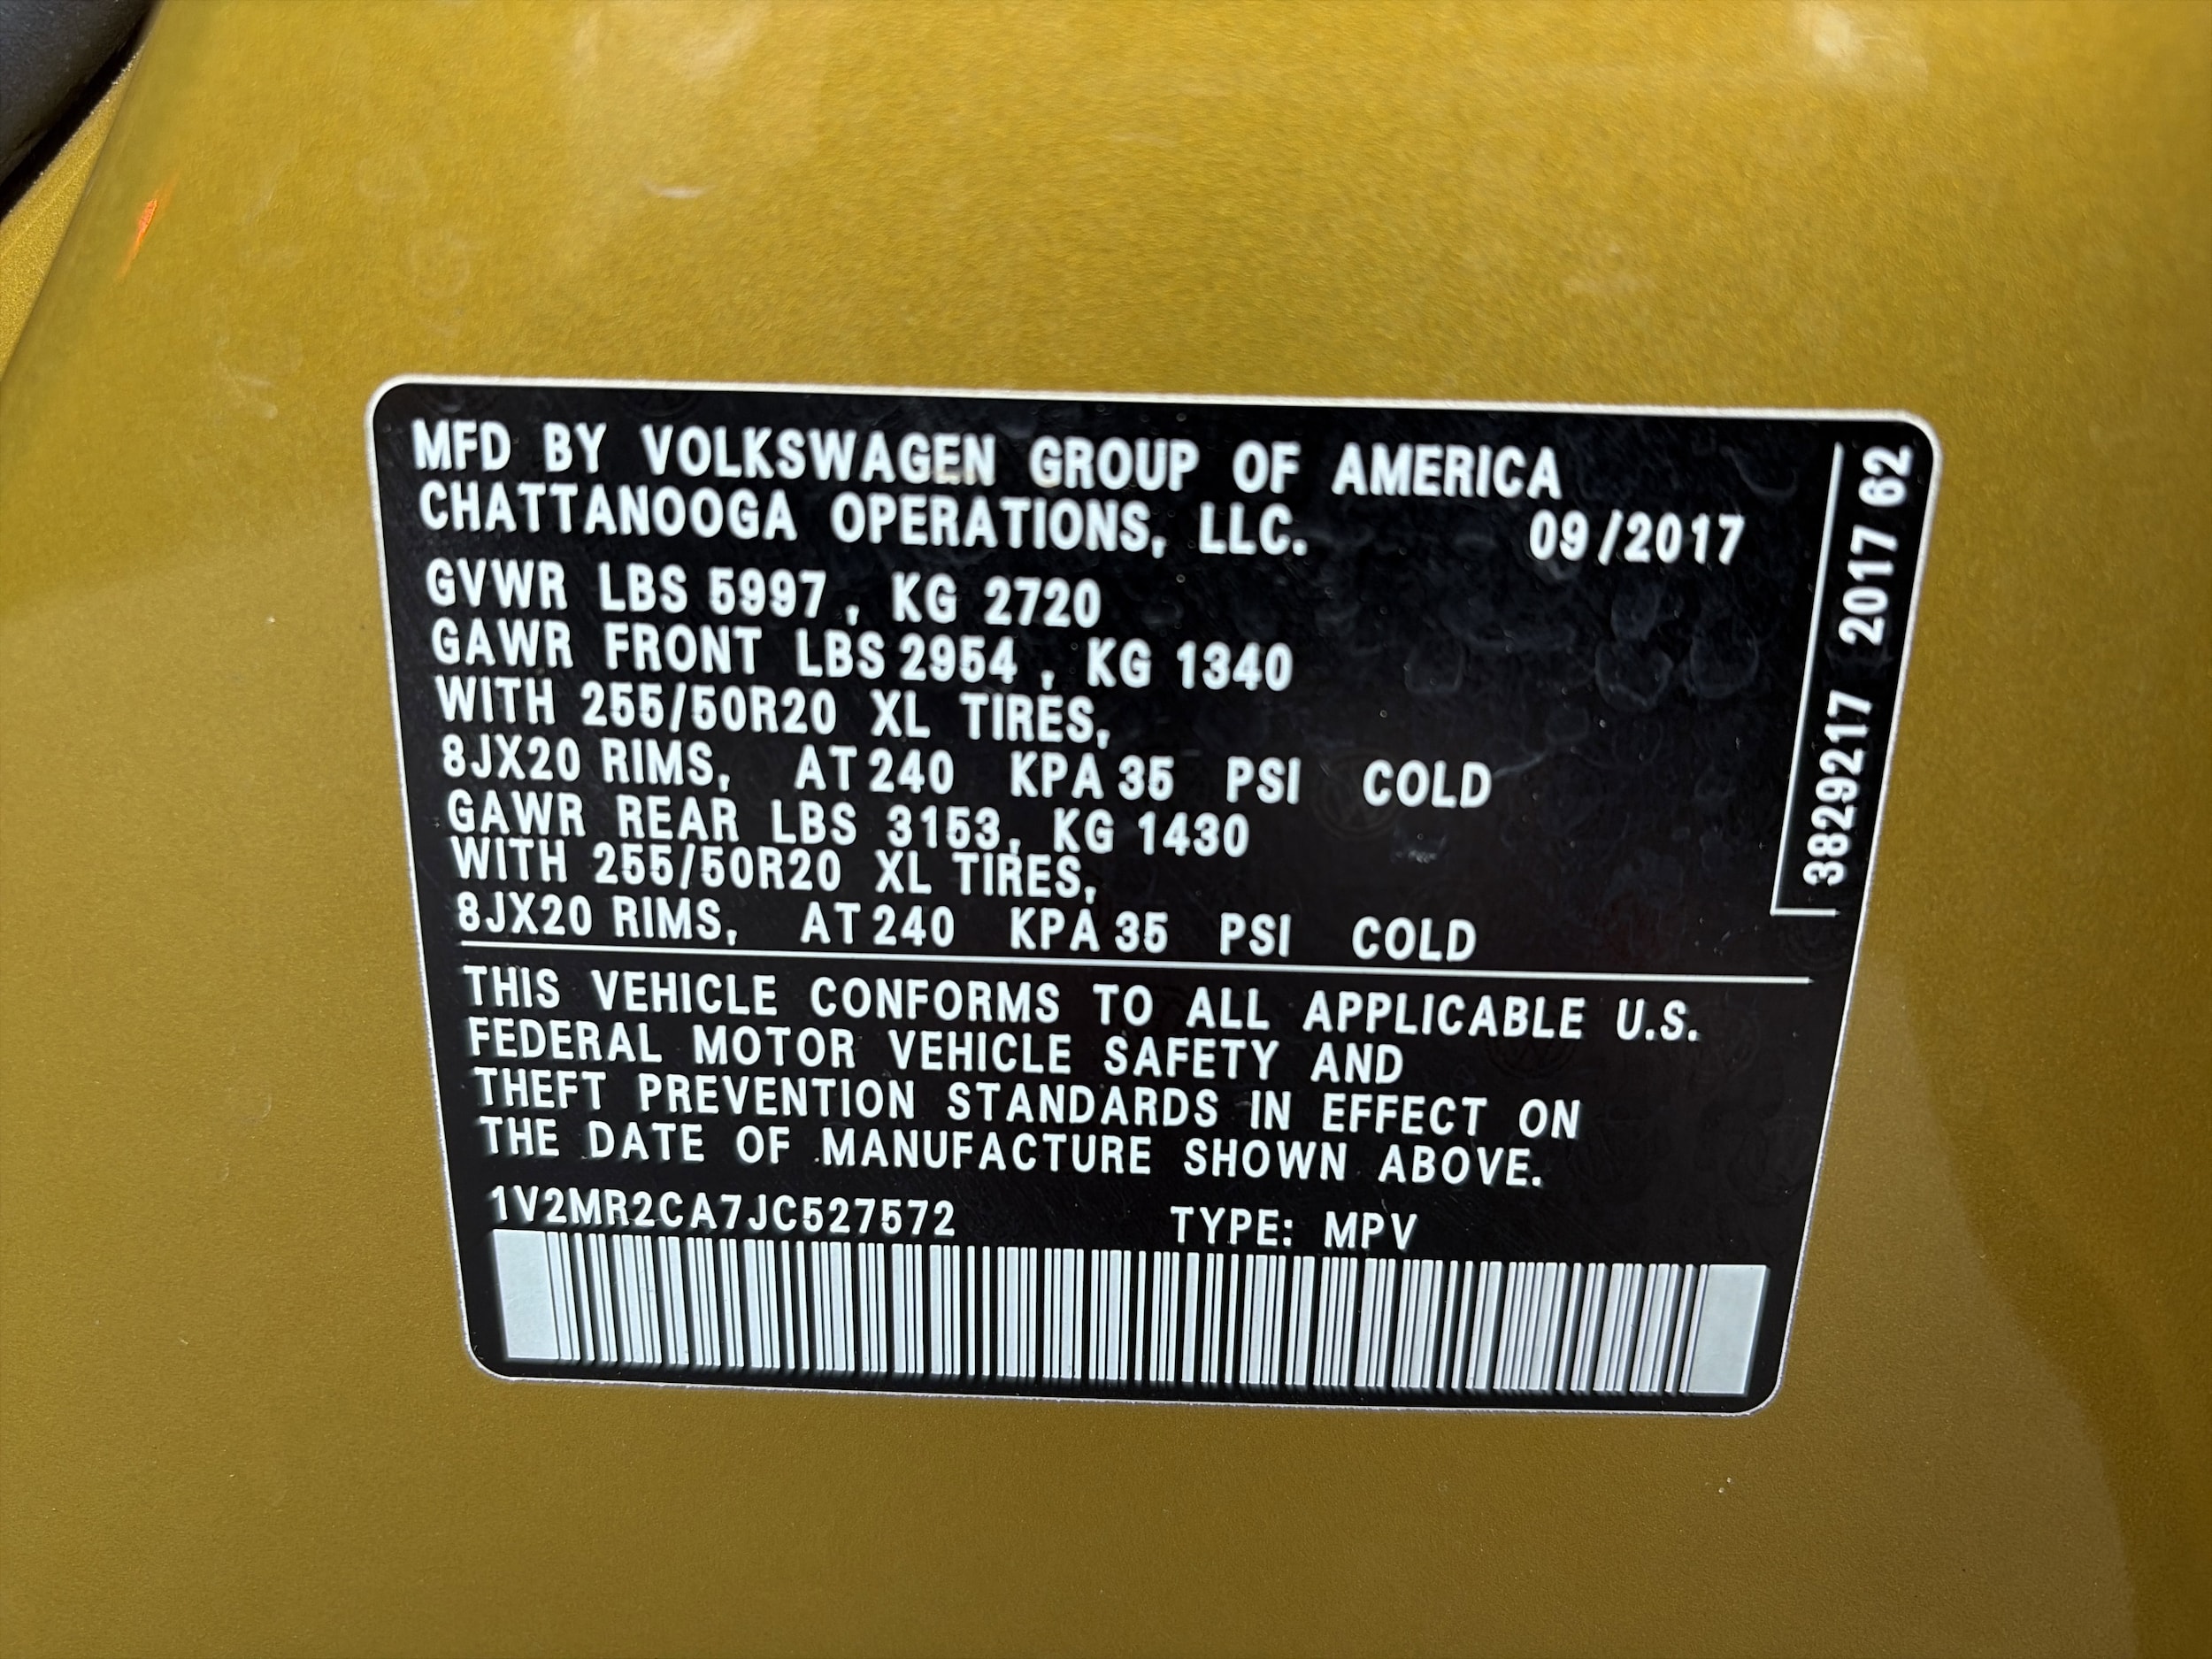 MFD BY VOLKSWAGEN GROUP OF AMERICA
CHATTANOOGA OPERATIONS, LLC. 09/2017
GVWR LBS 5997, KG 2720
GAWR FRONT LBS 2954, KG 1340
WITH 255/50R20 XL TIRES,
8JX20 RIMS, AT 240 KPA 35 PSI COLD
GAWR REAR LBS 3153, KG 1430
WITH 255/50R20 XL TIRES,
8JX20 RIMS, AT 240 KPA 35 PSI COLD
THIS VEHICLE CONFORMS TO ALL APPLICABLE U.S.
FEDERAL MOTOR VEHICLE SAFETY AND
THEFT PREVENTION STANDARDS IN EFFECT ON
THE DATE OF MANUFACTURE SHOWN ABOVE.
1V2MR2CA7JC527572 TYPE: MPV
3829217 2017 62